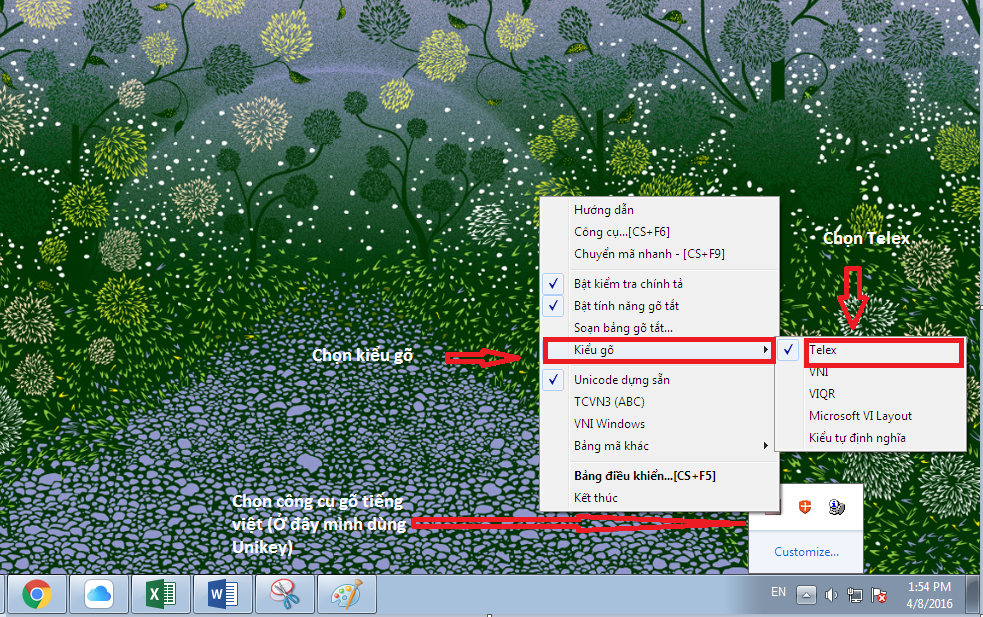 Hướng dẫn
Công cụ...[CS+F6]
Chuyển mã nhanh - [CS+F9]
Bật kiểm tra chính tả
Bật tính năng gõ tắt
Soạn bảng gõ tắt...
Kiểu gõ
Unicode dựng sẵn
TCVN3 (ABC)
VNI Windows
Bảng mã khác
Bảng điều khiển...[CS+F5]
Kết thúc
Chọn Telex
Telex
VNI
VIQR
Microsoft VI Layout
Kiểu tự định nghĩa
Chọn kiểu gõ
Chọn công cụ gõ tiếng
việt (Ở đây mình dùng
Unikey)
Customize...
EN
1:54 PM
4/8/2016